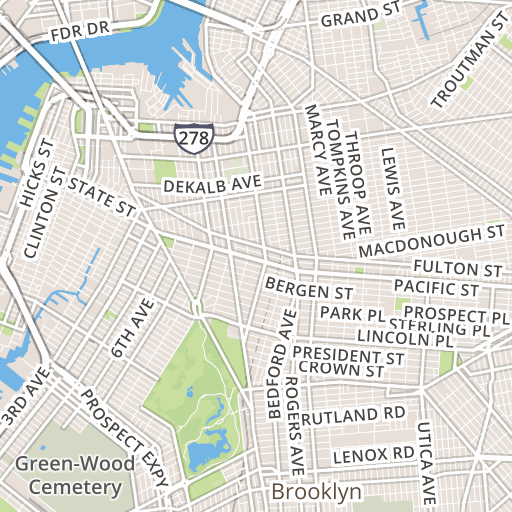 FDR DR
GRAND ST
TROUTMAN ST
278
MARCY AVE
TOMPKINS AVE
THROOP AVE
LEWIS AVE
HICKS ST
CLINTON ST
STATE ST
DEKALB AVE
MACDONOUGH ST
FULTON ST
PACIFIC ST
BERGEN ST
PARK PL
PROSPECT PL
STERLING PL
LINCOLN PL
6TH AVE
PRESIDENT ST
CROWN ST
3RD AVE
PROSPECT EXPY
BEDFORD AVE
ROGERS AVE
RUTLAND RD
LENOX RD
UTICA AVE
Green-Wood
Cemetery
Brooklyn